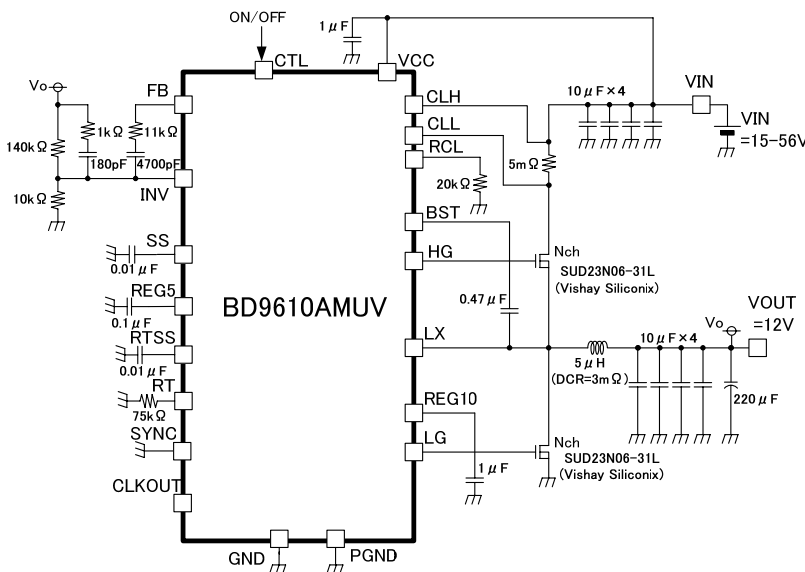 ON/OFF
1μF
CTL
VCC
Vo
FB
1kΩ
11kΩ
140kΩ
180pF
4700pF
10kΩ
INV
SS
0.01μF
REG5
0.1μF
RTSS
0.01μF
RT
75kΩ
SYNC
CLKOUT
GND
PGND
BD9610AMUV
CLH
CLL
RCL
20kΩ
BST
HG
0.47μF
LX
REG10
LG
1μF
10μF×4
VIN
VIN
=15-56V
5mΩ
Nch
SUD23N06-31L
(Vishay Siliconix)
VOUT
=12V
Vo
10μF×4
5μH
(DCR=3mΩ)
220μF
Nch
SUD23N06-31L
(Vishay Siliconix)